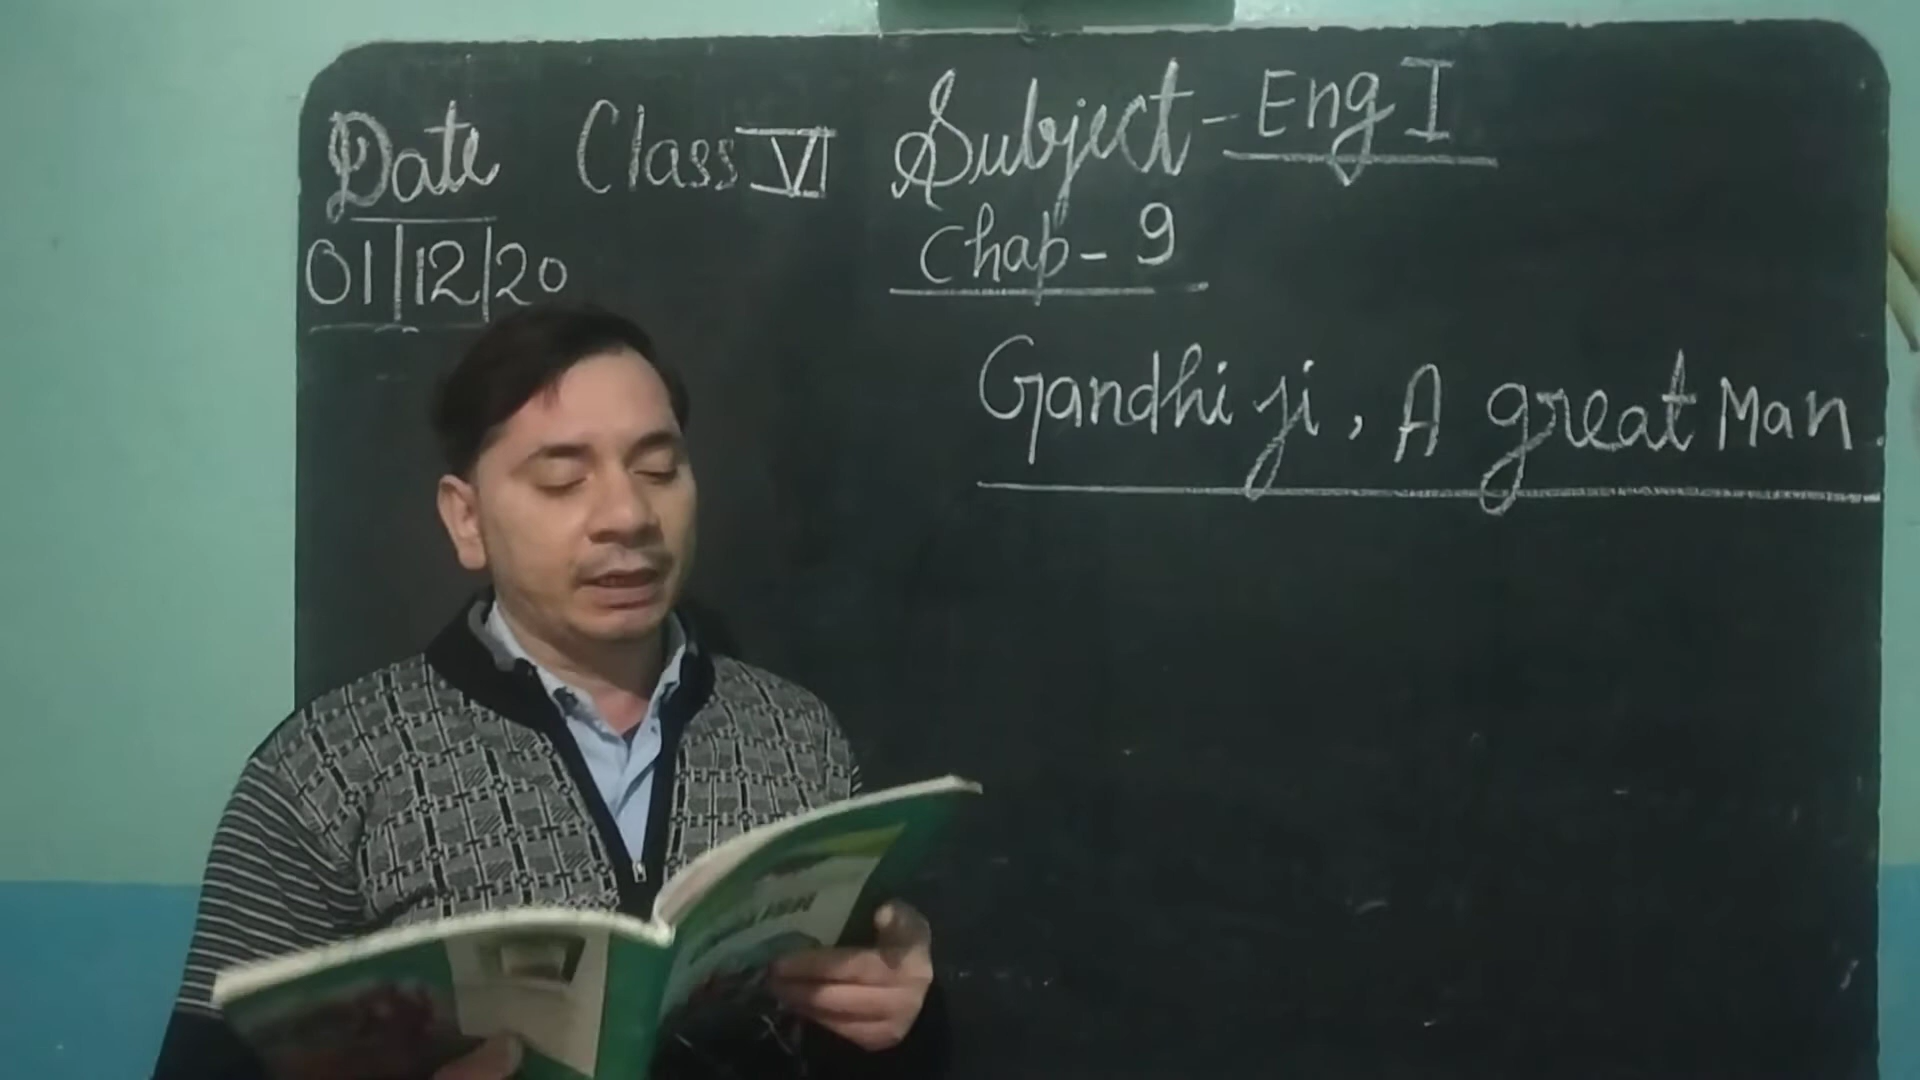 Date Class VI Subject - Eng I
01/12/20
Chap - 9
Gandhi ji, A great Man.